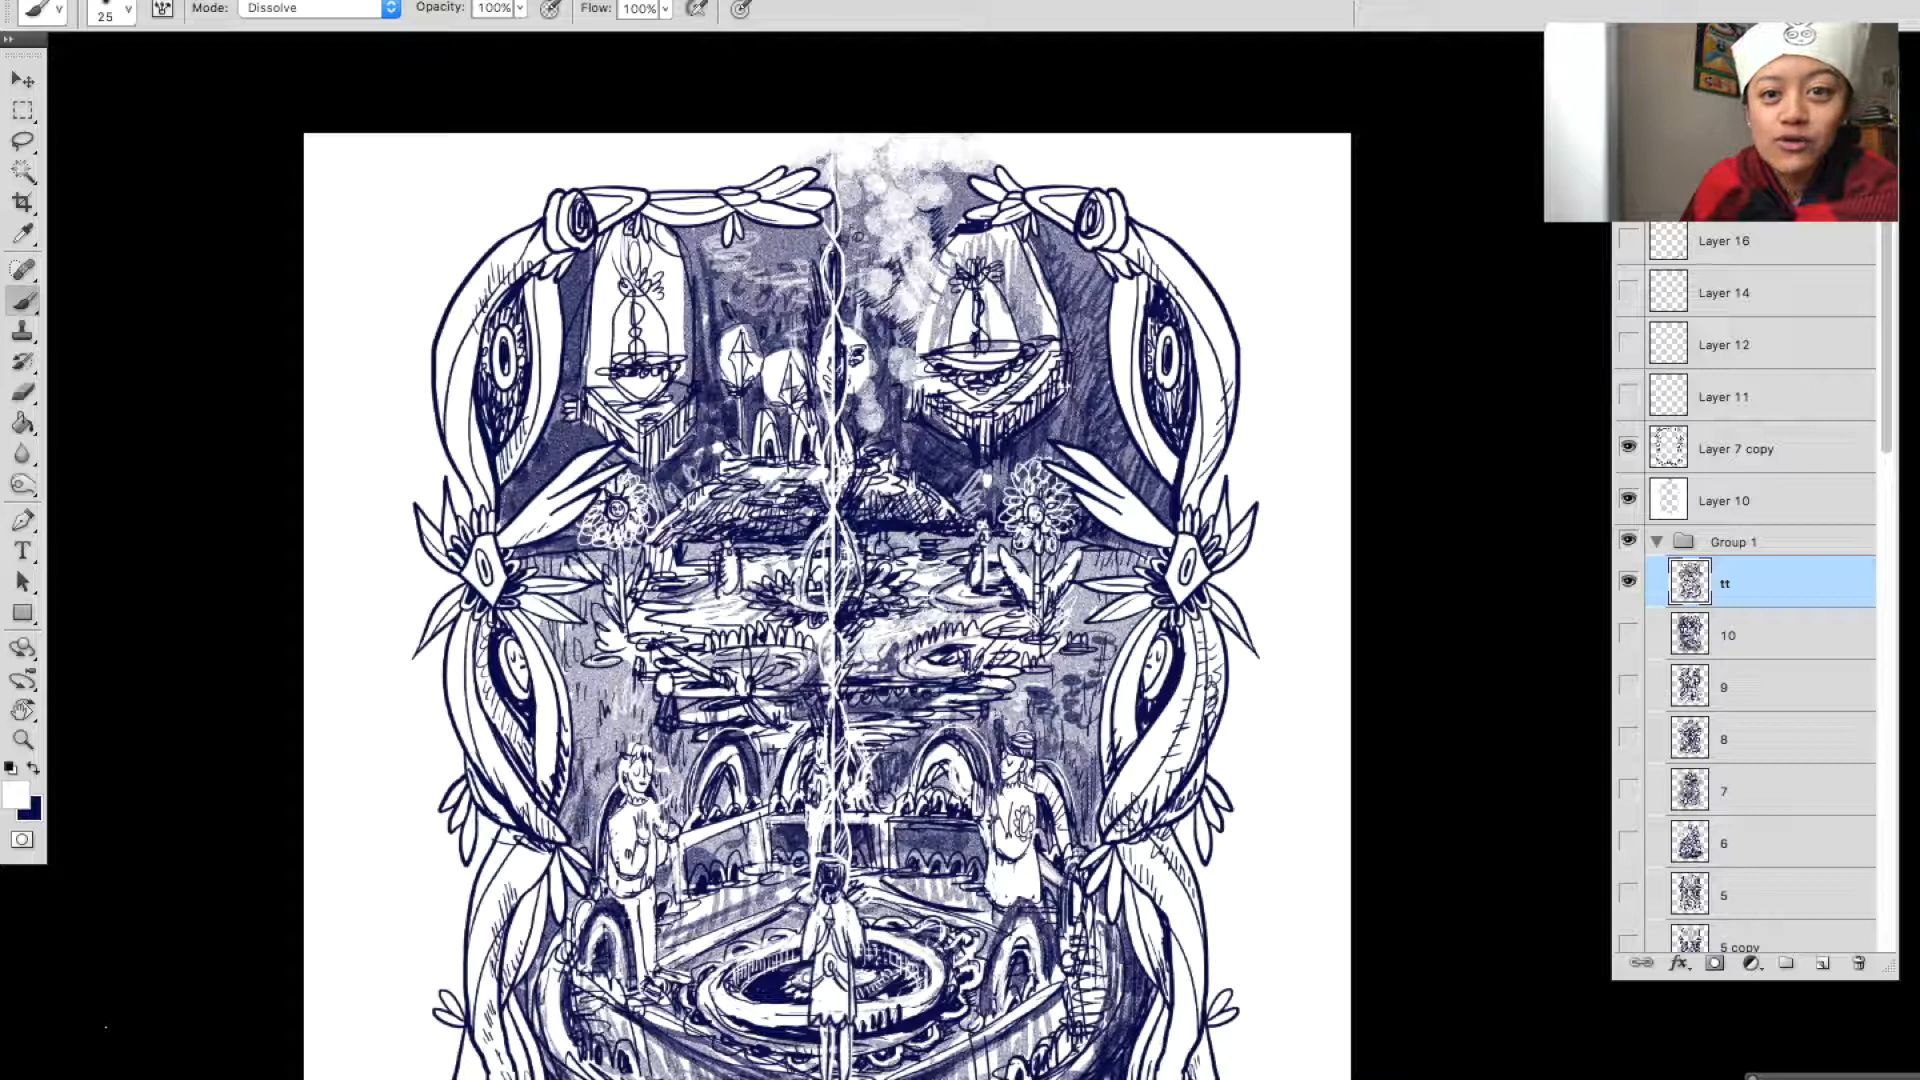 25
Mode: Dissolve
Opacity: 100%
Flow: 100%
Layer 16
Layer 14
Layer 12
Layer 11
Layer 7 copy
Layer 10
Group 1
tt
10
9
8
7
6
5
5 copy
T
fx